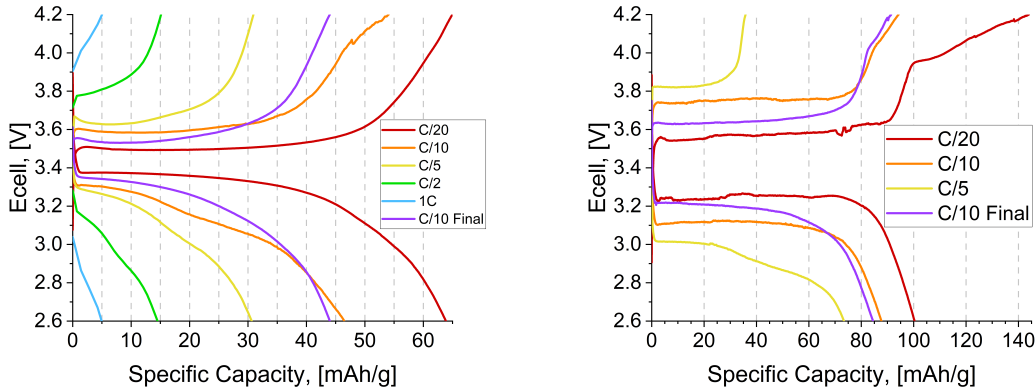 4.2
4.0
3.8
3.6
3.4
3.2
3.0
2.8
2.6
Ecell, [V]
0 10 20 30 40 50 60
Specific Capacity, [mAh/g]
C/20
C/10
C/5
C/2
1C
C/10 Final
4.2
4.0
3.8
3.6
3.4
3.2
3.0
2.8
2.6
Ecell, [V]
0 20 40 60 80 100 120 140
Specific Capacity, [mAh/g]
C/20
C/10
C/5
C/10 Final